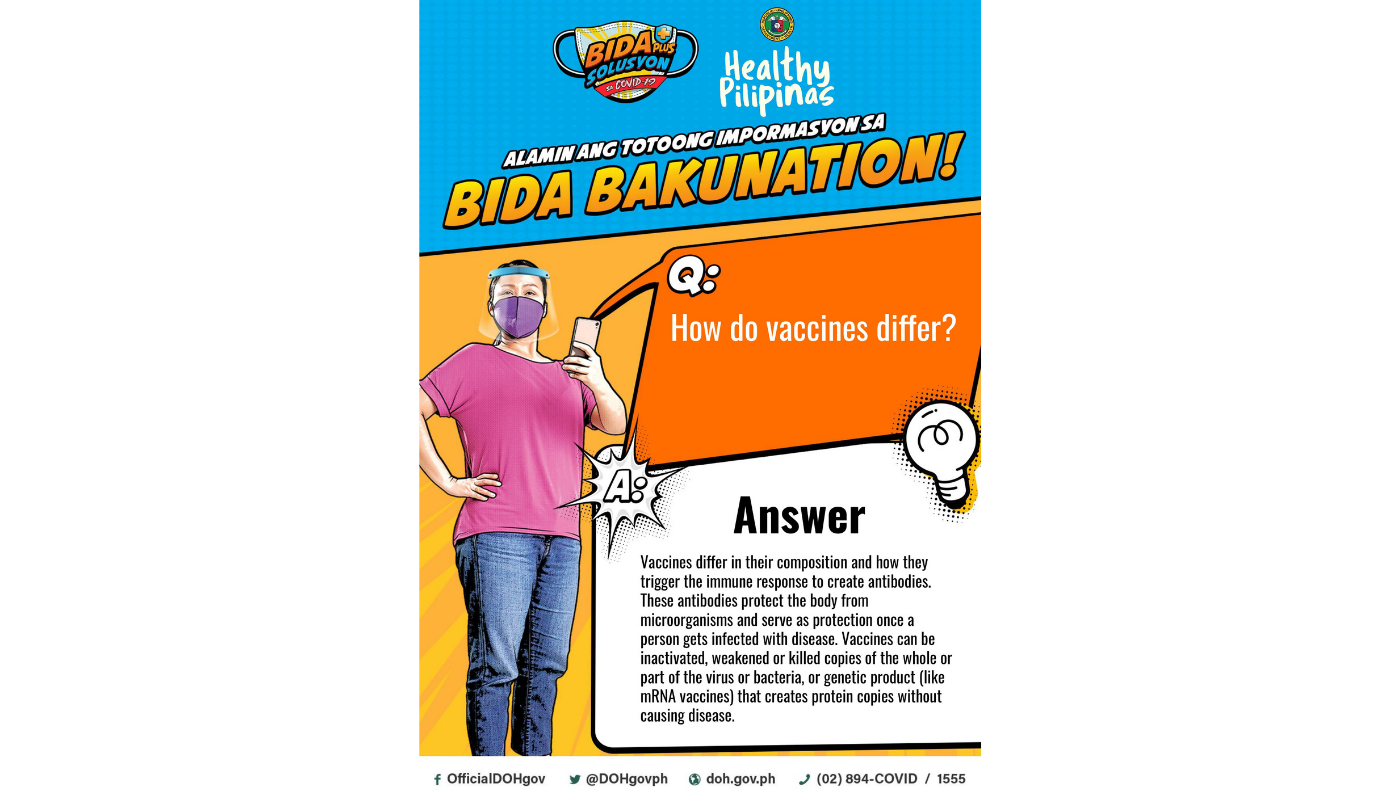 BIDA
PLUS
SOLUSYON
SA COVID-19
Healthy
Pilipinas
ALAMIN ANG TOTOONG IMPORMASYON SA
BIDA BAKUNATION!
Q:
How do vaccines differ?
A:
Answer
Vaccines differ in their composition and how they
trigger the immune response to create antibodies.
These antibodies protect the body from
microorganisms and serve as protection once a
person gets infected with disease. Vaccines can be
inactivated, weakened or killed copies of the whole or
part of the virus or bacteria, or genetic product (like
mRNA vaccines) that creates protein copies without
causing disease.
OfficialDOHgov @DOHgovph doh.gov.ph (02) 894-COVID / 1555